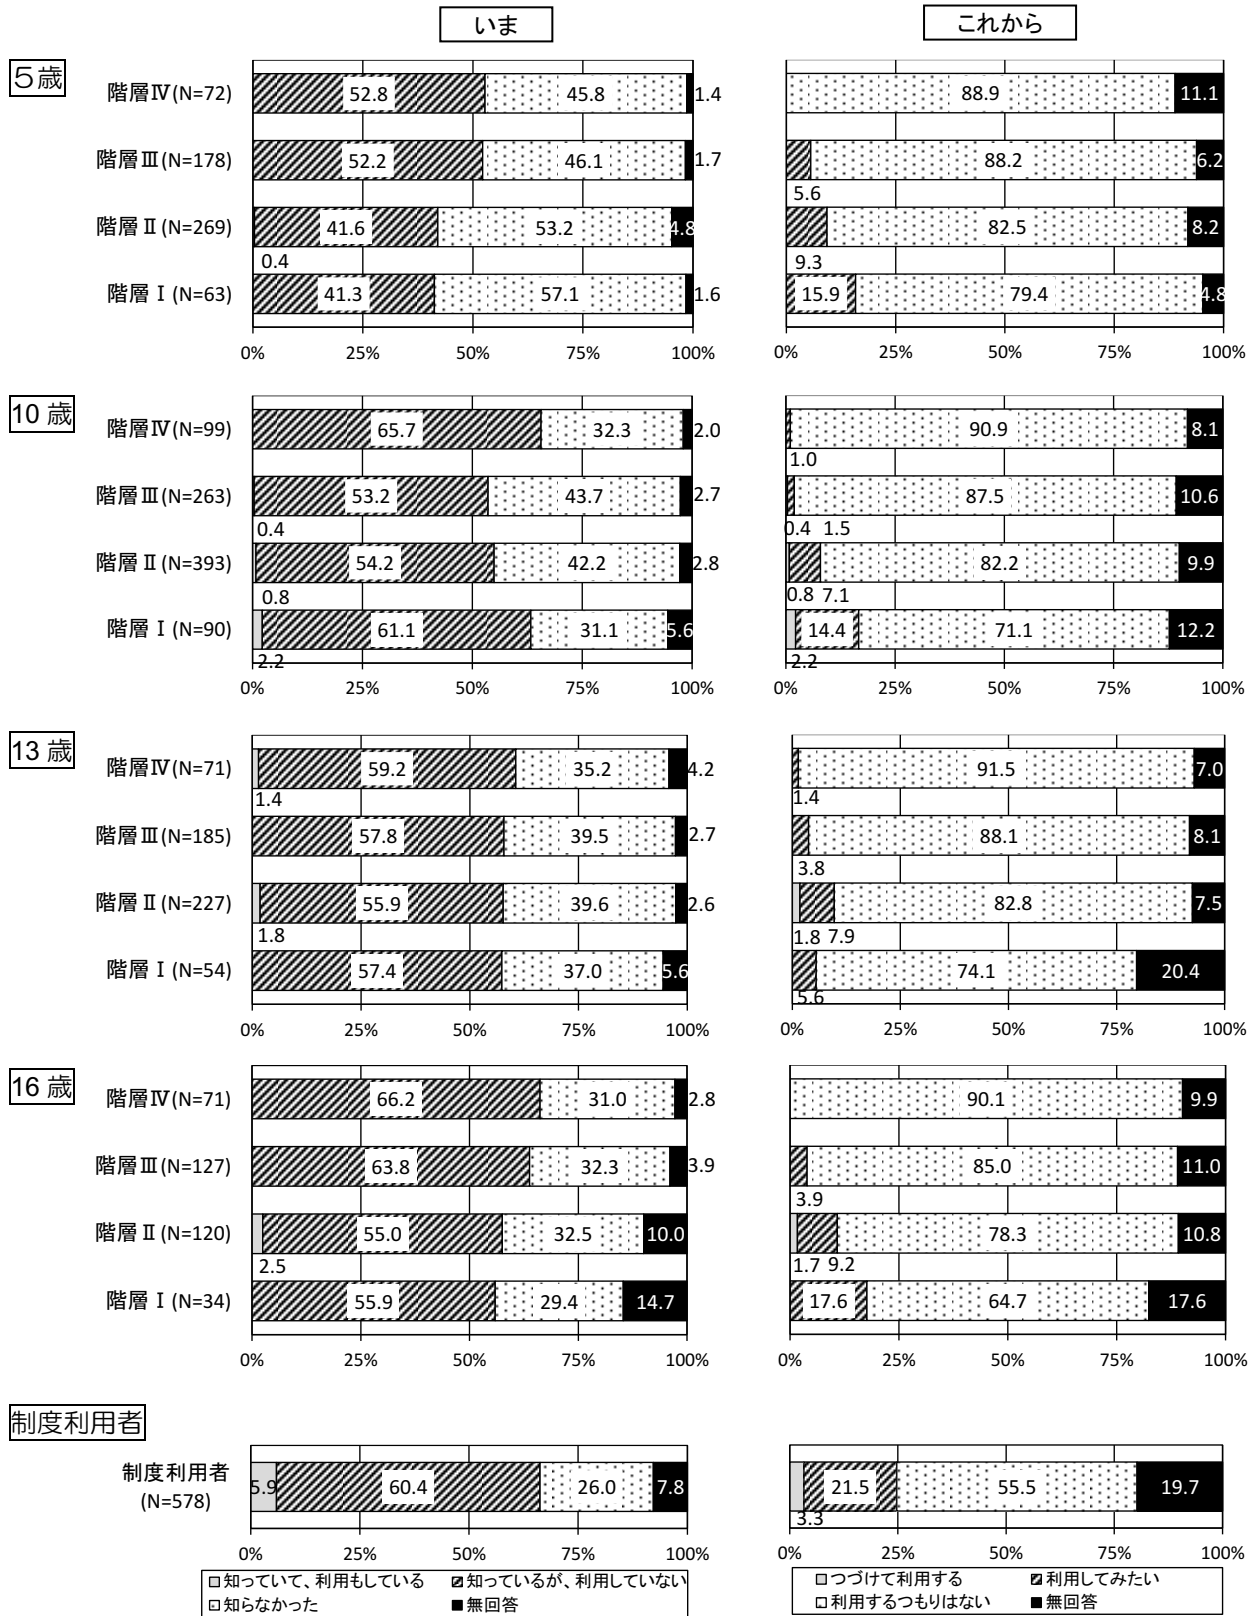 いま これから
5歳
階層Ⅳ(N=72) 52.8 45.8 1.4 88.9 11.1
階層Ⅲ(N=178) 52.2 46.1 1.7 88.2 6.2
5.6
階層Ⅱ(N=269) 41.6 53.2 4.8 82.5 8.2
0.4 9.3
階層Ⅰ(N=63) 41.3 57.1 1.6 15.9 79.4 4.8
0% 25% 50% 75% 100% 0% 25% 50% 75% 100%
10歳
階層Ⅳ(N=99) 65.7 32.3 2.0 90.9 8.1
1.0
階層Ⅲ(N=263) 53.2 43.7 2.7 87.5 10.6
0.4 0.4 1.5
階層Ⅱ(N=393) 54.2 42.2 2.8 82.2 9.9
0.8 0.8 7.1
階層Ⅰ(N=90) 61.1 31.1 5.6 14.4 71.1 12.2
2.2 2.2
0% 25% 50% 75% 100% 0% 25% 50% 75% 100%
13歳
階層Ⅳ(N=71) 59.2 35.2 4.2 91.5 7.0
1.4 1.4
階層Ⅲ(N=185) 57.8 39.5 2.7 88.1 8.1
3.8
階層Ⅱ(N=227) 55.9 39.6 2.6 82.8 7.5
1.8 1.8 7.9
階層Ⅰ(N=54) 57.4 37.0 5.6 74.1 20.4
5.6
0% 25% 50% 75% 100% 0% 25% 50% 75% 100%
16歳
階層Ⅳ(N=71) 66.2 31.0 2.8 90.1 9.9
階層Ⅲ(N=127) 63.8 32.3 3.9 85.0 11.0
3.9
階層Ⅱ(N=120) 55.0 32.5 10.0 78.3 10.8
2.5 1.7 9.2
階層Ⅰ(N=34) 55.9 29.4 14.7 17.6 64.7 17.6
0% 25% 50% 75% 100% 0% 25% 50% 75% 100%
制度利用者
制度利用者
(N=578) 5.9 60.4 26.0 7.8 21.5 55.5 19.7
3.3
0% 25% 50% 75% 100% 0% 25% 50% 75% 100%
知っていて、利用もしている 知っているが、利用していない つづけて利用する 利用してみたい
知らなかった 無回答 利用するつもりはない 無回答